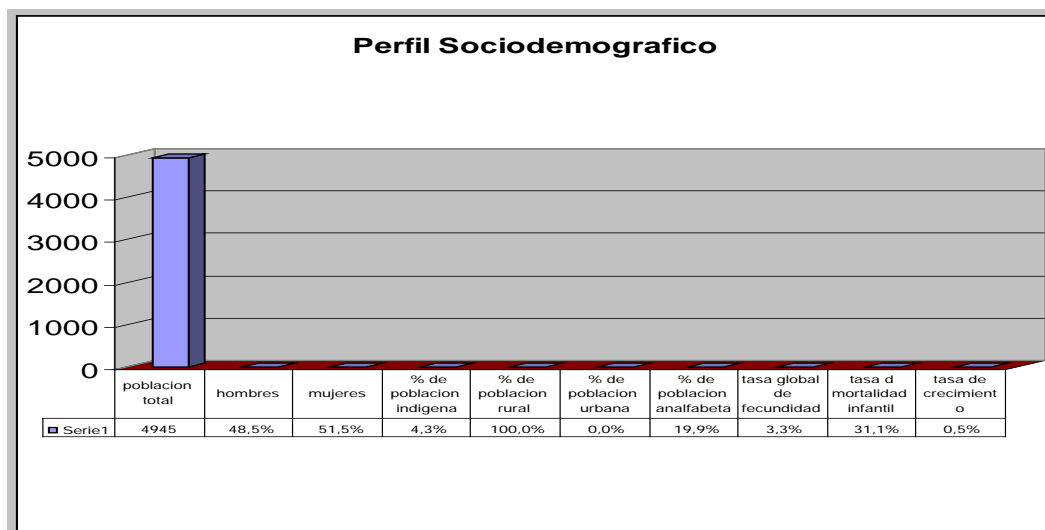 Perfil Sociodemografico
5000
4000
3000
2000
1000
0
poblacion total hombres mujeres % de poblacion indigena % de poblacion rural % de poblacion urbana % de poblacion analfabeta tasa global de fecundidad tasa d mortalidad infantil tasa de crecimient o
Serie1 4945 48,5% 51,5% 4,3% 100,0% 0,0% 19,9% 3,3% 31,1% 0,5%